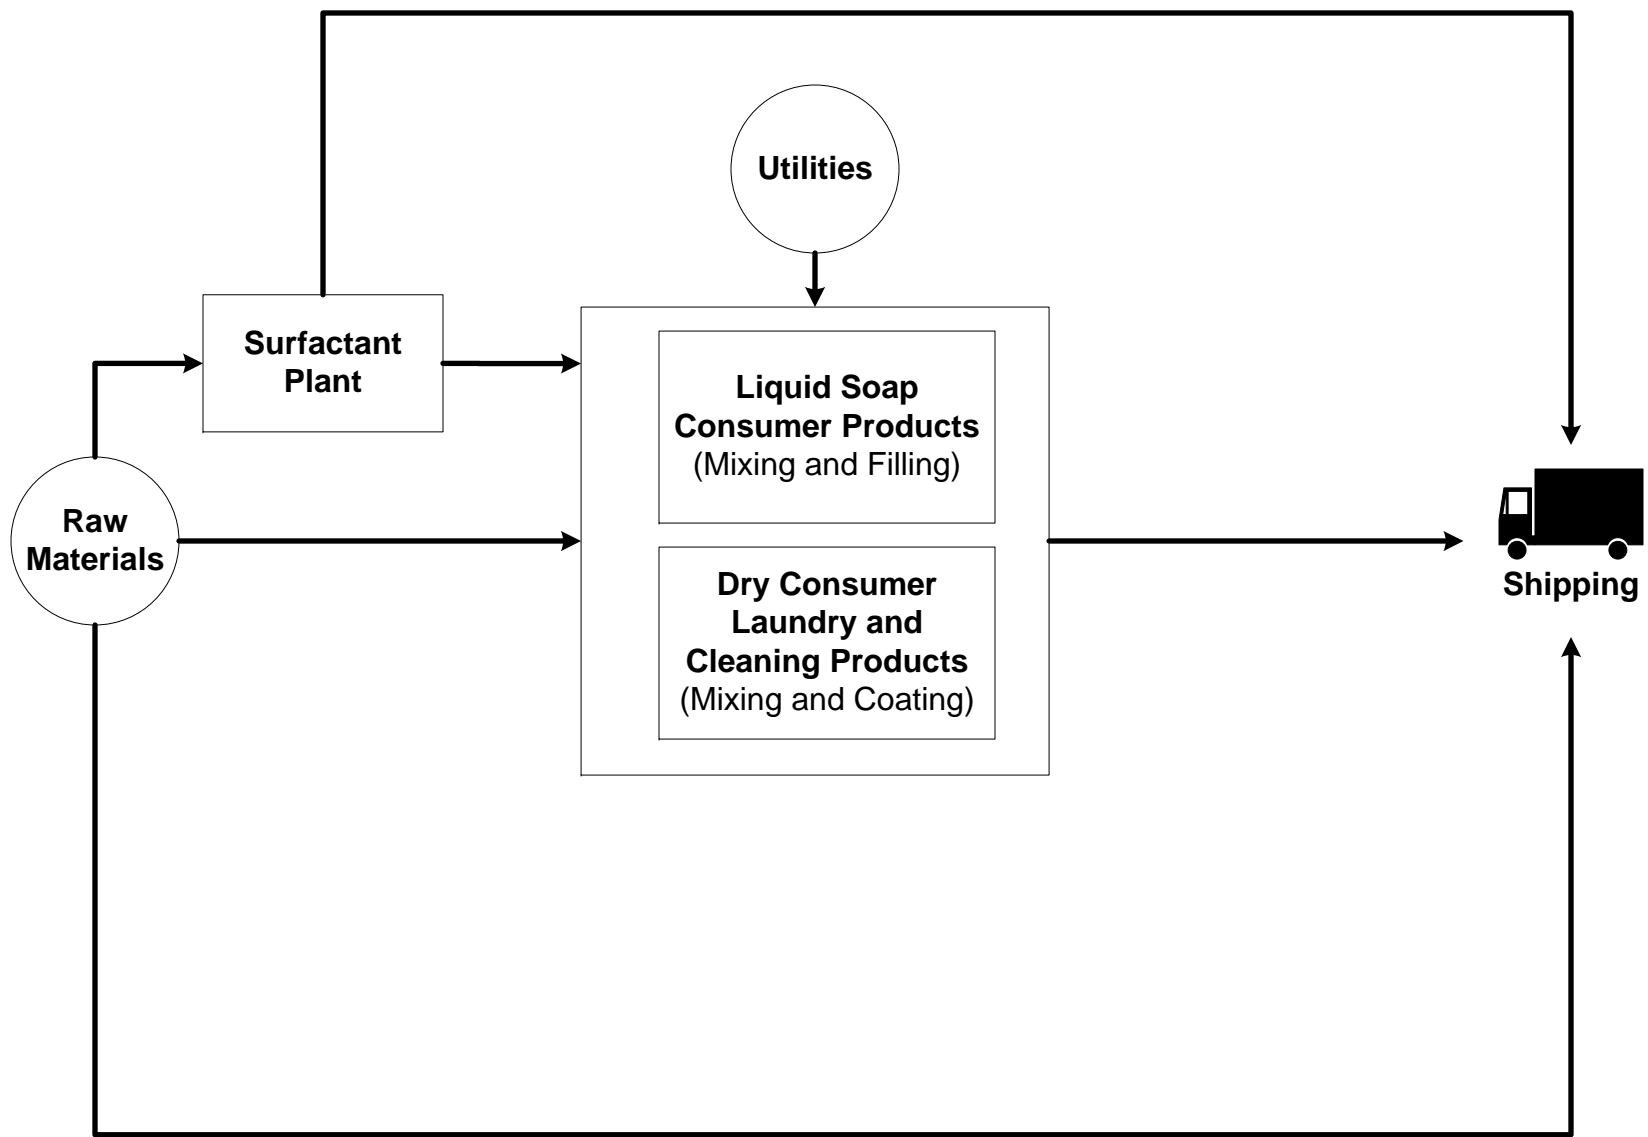 Utilities
Surfactant
Plant
Liquid Soap
Consumer Products
(Mixing and Filling)
Raw
Materials
Dry Consumer
Laundry and
Cleaning Products
(Mixing and Coating)
Shipping